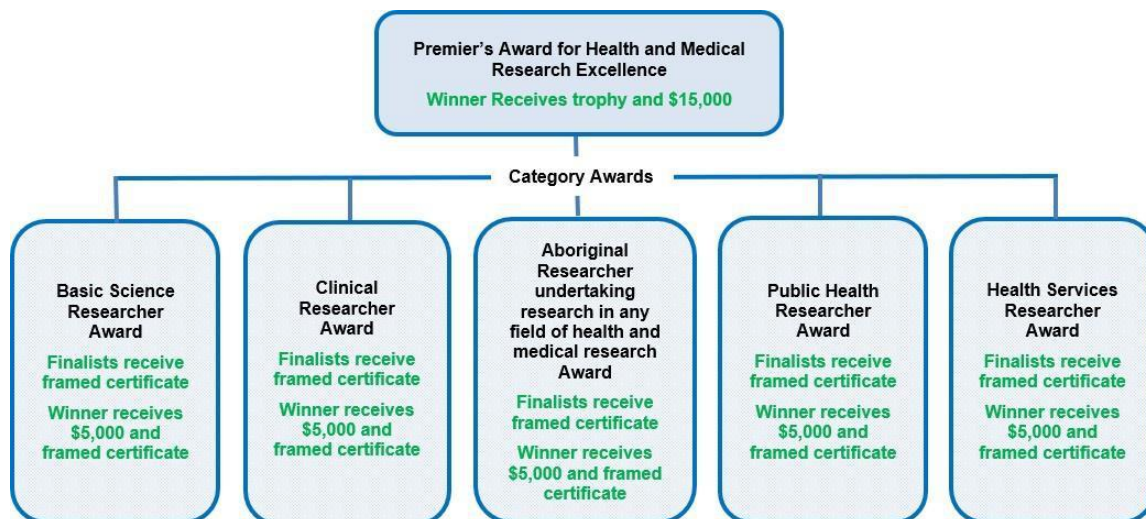 Premier’s Award for Health and Medical
Research Excellence
Winner Receives trophy and $15,000
Category Awards
Basic Science
Researcher
Award
Finalists receive
framed certificate
Winner receives
$5,000 and
framed certificate
Clinical
Researcher
Award
Finalists receive
framed certificate
Winner receives
$5,000 and
framed certificate
Aboriginal
Researcher
undertaking
research in any
field of health and
medical research
Award
Finalists receive
framed certificate
Winner receives
$5,000 and framed
certificate
Public Health
Researcher
Award
Finalists receive
framed certificate
Winner receives
$5,000 and
framed certificate
Health Services
Researcher
Award
Finalists receive
framed certificate
Winner receives
$5,000 and
framed certificate